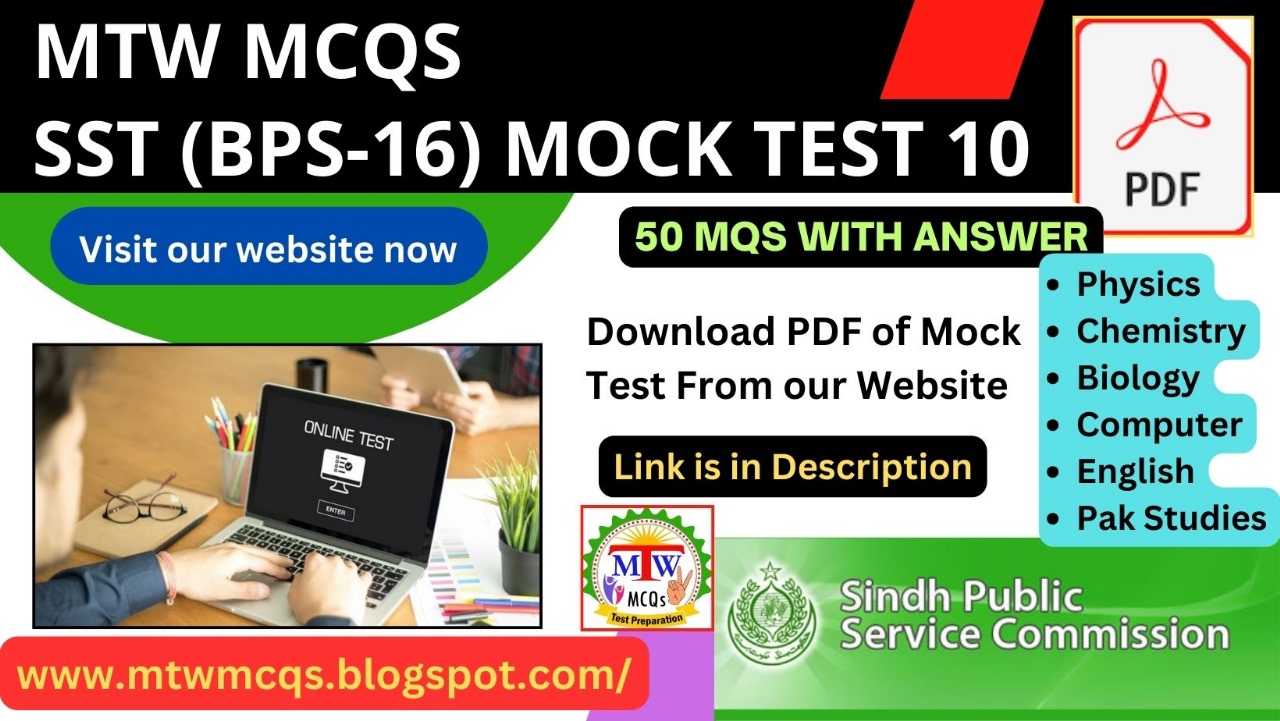 MTW MCQS
SST (BPS-16) MOCK TEST 10
PDF
Visit our website now
50 MQS WITH ANSWER
Physics
Chemistry
Biology
Computer
English
Pak Studies
Download PDF of Mock
Test From our Website
Link is in Description
ONLINE TEST
ENTER
MTW
MCQs
Test Preparation
Sindh Public
Service Commission
www.mtwmcqs.blogspot.com/